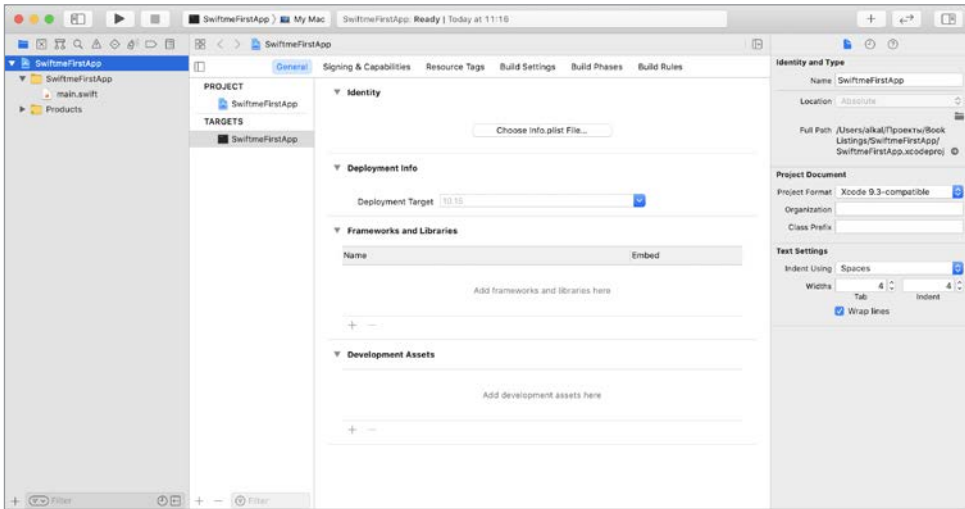 SwiftmeFirstApp 〉 My Mac
SwiftmeFirstApp: Ready | Today at 11:16
SwiftmeFirstApp
SwiftmeFirstApp
SwiftmeFirstApp
main.swift
Products
Filter
General Signing & Capabilities Resource Tags Build Settings Build Phases Build Rules
PROJECT
SwiftmeFirstApp
TARGETS
SwiftmeFirstApp
Filter
Identity
Choose Info.plist File...
Deployment Info
Deployment Target 10.15
Frameworks and Libraries
Name Embed
Add frameworks and libraries here
Development Assets
Add development assets here
Identity and Type
Name SwiftmeFirstApp
Location Absolute
Full Path /Users/alkal/Проекты/Book
Listings/SwiftmeFirstApp/
SwiftmeFirstApp.xcodeproj
Project Document
Project Format Xcode 9.3-compatible
Organization
Class Prefix
Text Settings
Indent Using Spaces
Widths 4 4
Tab Indent
Wrap lines